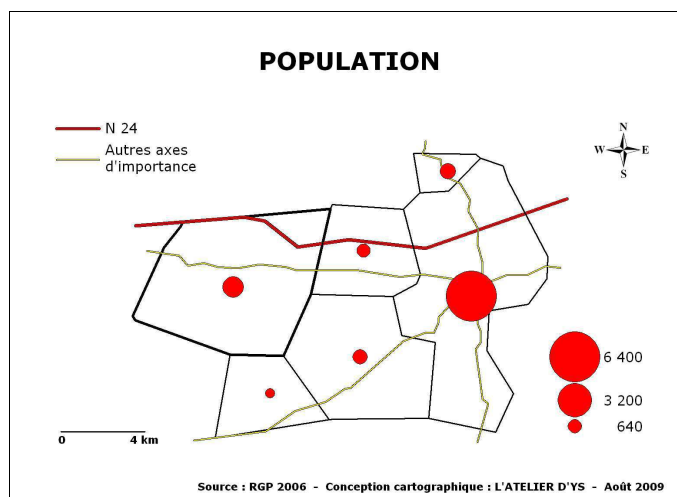 POPULATION
N 24
Autres axes
d'importance
N
W E
S
6 400
3 200
640
0 4 km
Source : RGP 2006 - Conception cartographique : L'ATELIER D'YS - Août 2009